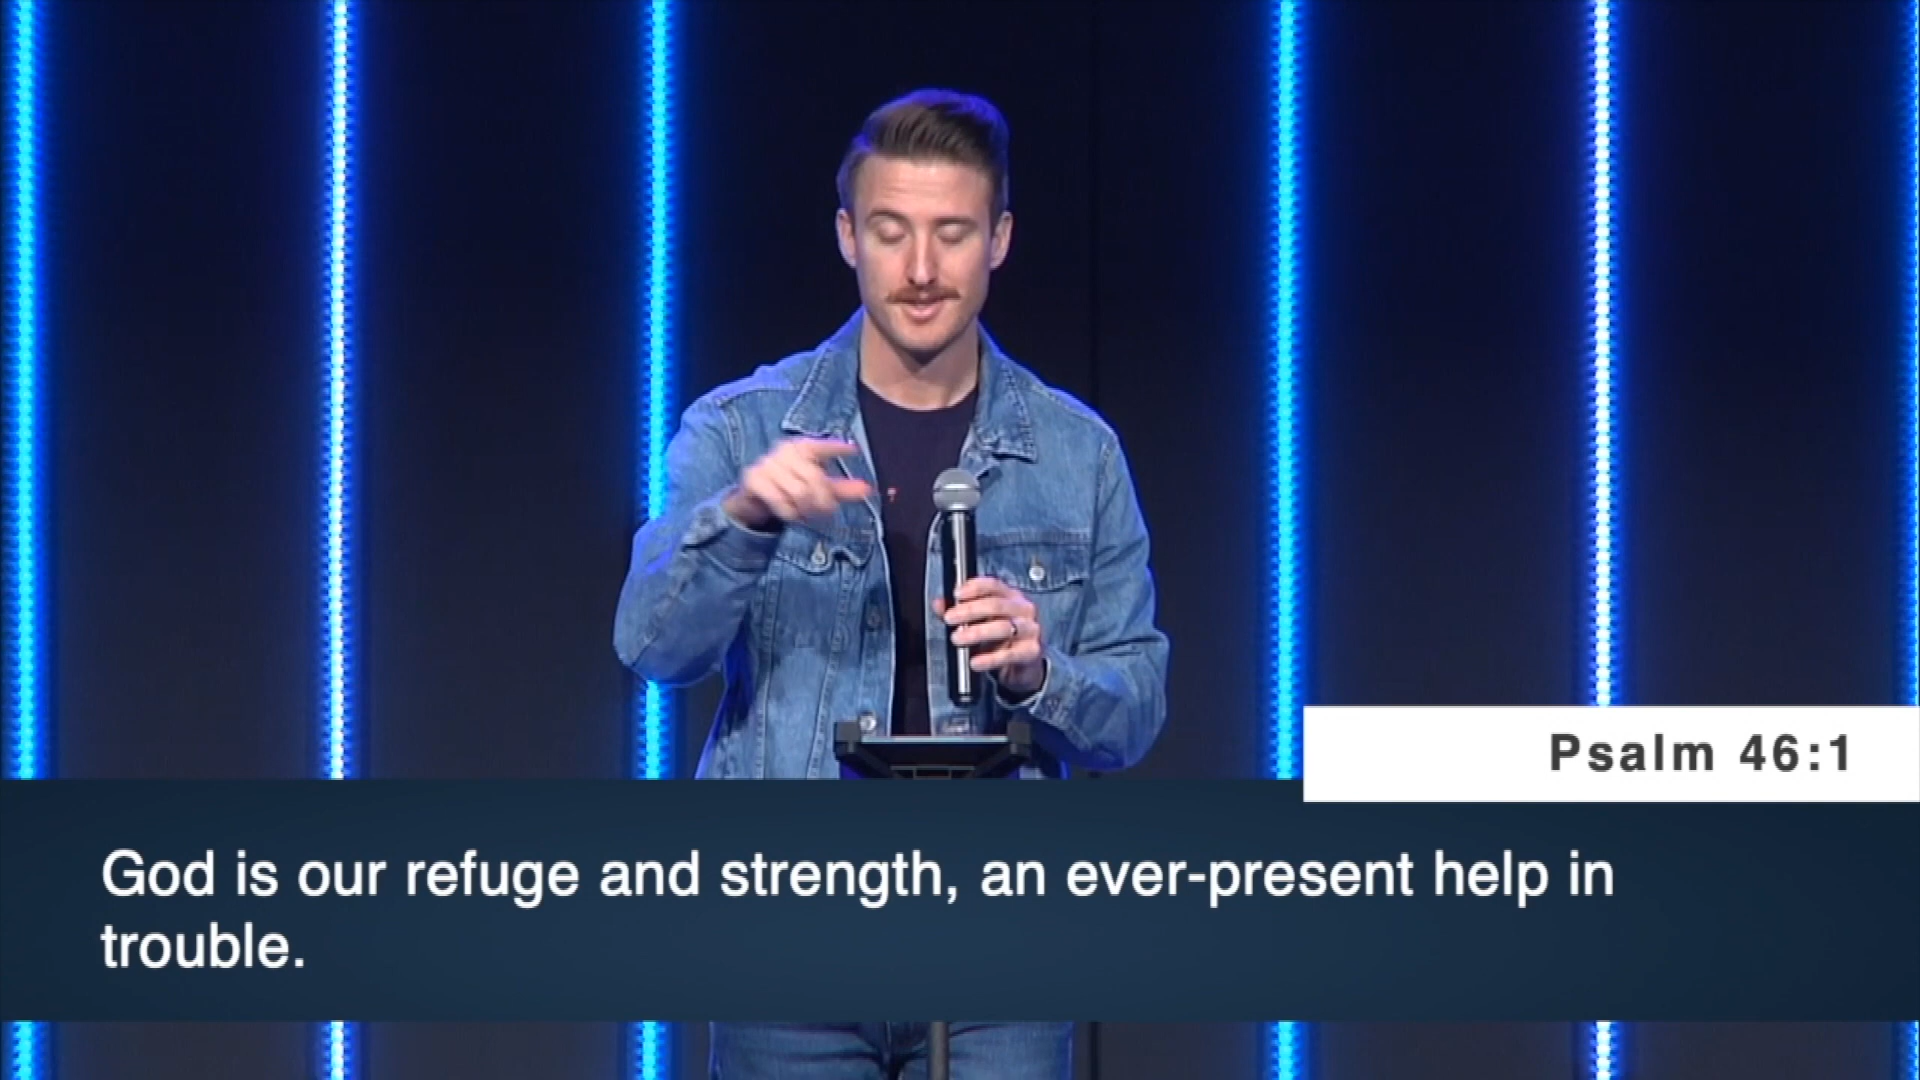 Psalm 46:1
God is our refuge and strength, an ever-present help in
trouble.